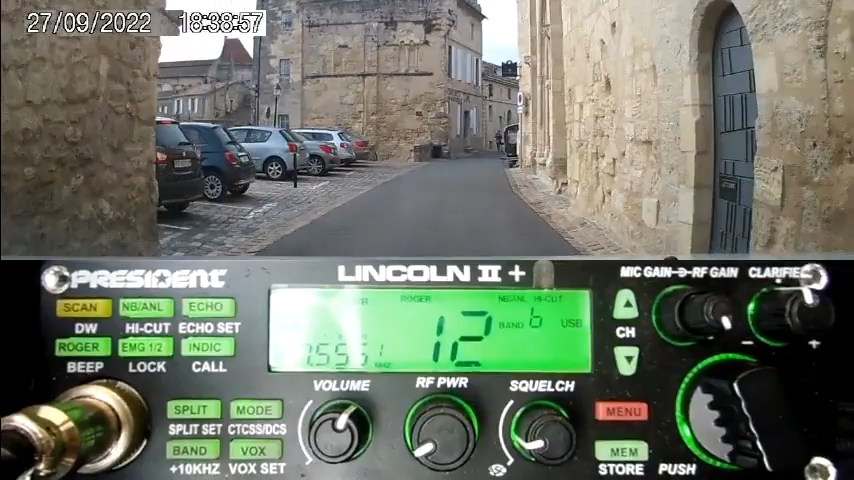 27/09/2022 18:38:57
PRESIDENT LINCOLN II + MIC GAIN RF GAIN CLARIFIER
SCAN NB/ANL ECHO
DW HI-CUT ECHO SET
ROGER EMG 1/2 INDIC
BEEP LOCK CALL
ROGER NB/ANL HI-CUT
12 BAND 6 USB
CH
VOLUME RF PWR SQUELCH
SPLIT MODE
SPLIT SET CTCSS/DCS
BAND VOX
+10KHZ VOX SET
MENU
MEM
STORE PUSH
- +